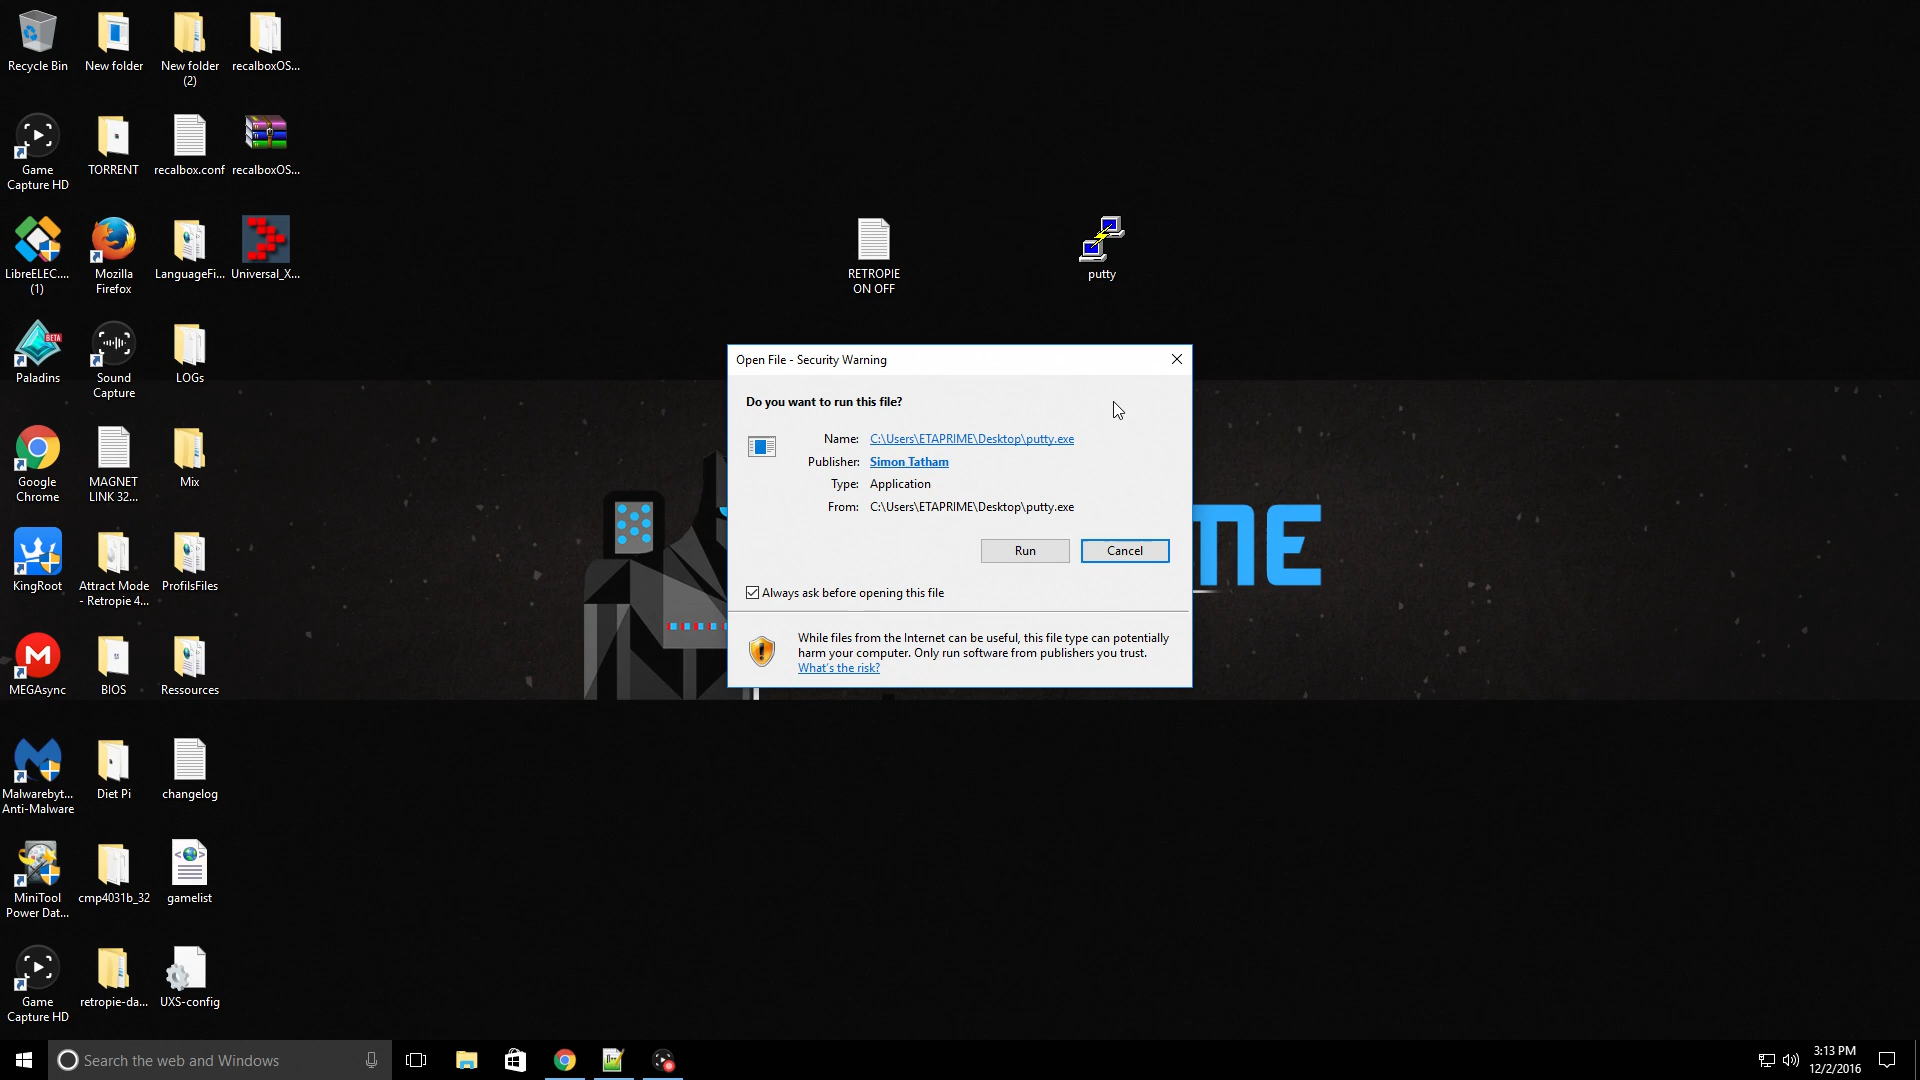 Recycle Bin
New folder
New folder
(2)
recalboxOS...
Game
Capture HD
TORRENT
recalbox.conf
recalboxOS...
LibreELEC....
(1)
Mozilla
Firefox
LanguageFi...
Universal_X...
RETROPIE
ON OFF
putty
BETA
Paladins
Sound
Capture
LOGs
Google
Chrome
MAGNET
LINK 32...
Mix
KingRoot
Attract Mode
- Retropie 4...
ProfilsFiles
MEGAsync
BIOS
Ressources
Malwarebyt...
Anti-Malware
Diet Pi
changelog
MiniTool
Power Dat...
cmp4031b_32
gamelist
Game
Capture HD
retropie-da...
UXS-config
Open File - Security Warning
Do you want to run this file?
Name: C:\Users\ETAPRIME\Desktop\putty.exe
Publisher: Simon Tatham
Type: Application
From: C:\Users\ETAPRIME\Desktop\putty.exe
Run
Cancel
Always ask before opening this file
While files from the Internet can be useful, this file type can potentially
harm your computer. Only run software from publishers you trust.
What's the risk?
ME
Search the web and Windows
3:13 PM
12/2/2016